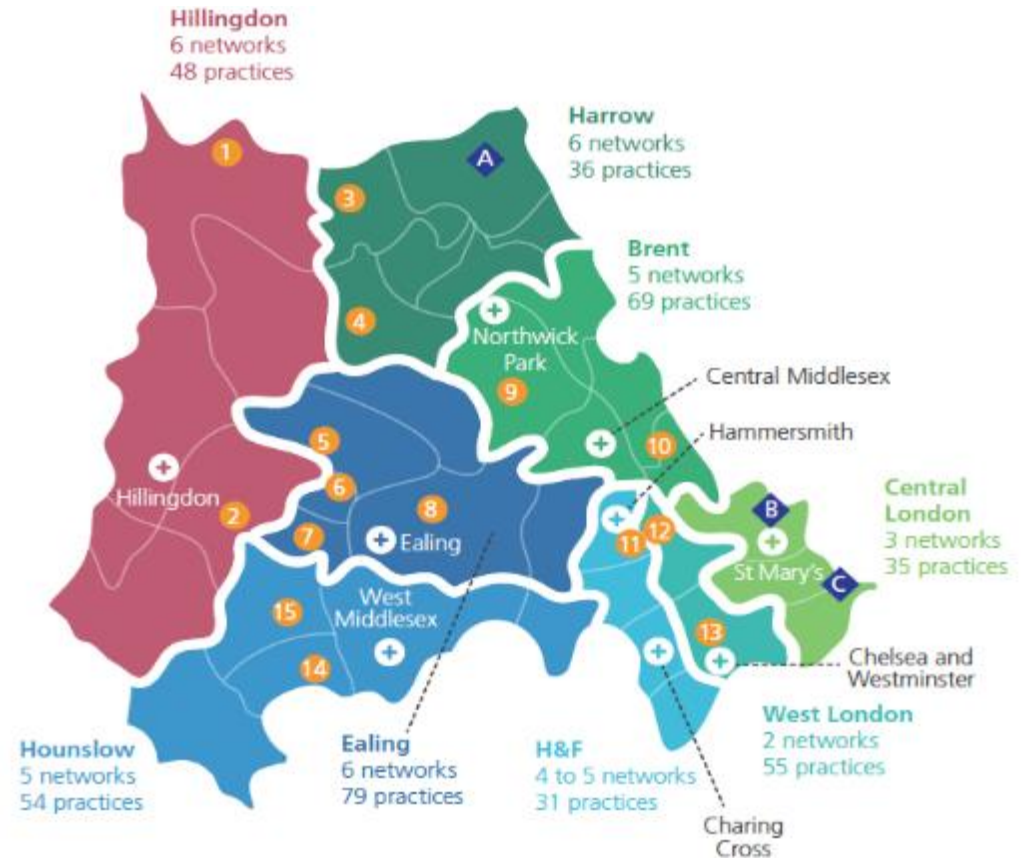 Hillingdon
6 networks
48 practices
Harrow
6 networks
36 practices
Brent
5 networks
69 practices
1
A
3
4
Northwick
Park
9
Central Middlesex
Hammersmith
10
5
6
Hillingdon
2
7
8
Ealing
11
12
B
St Mary's
C
Central
London
3 networks
35 practices
15
West
Middlesex
14
13
Chelsea and
Westminster
Hounslow
5 networks
54 practices
Ealing
6 networks
79 practices
H&F
4 to 5 networks
31 practices
West London
2 networks
55 practices
Charing
Cross